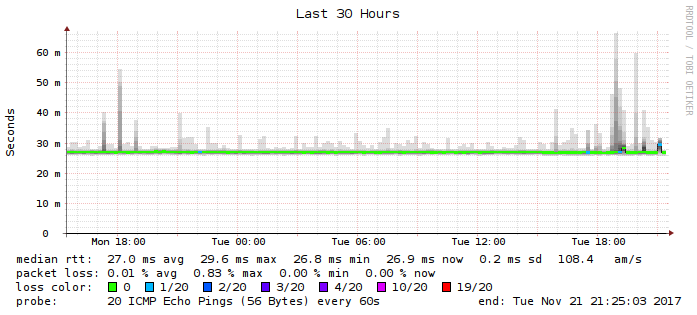 Last 30 Hours
RRDTOOL / TOBI OETIKER
Seconds
60 m
50 m
40 m
30 m
20 m
10 m
0
Mon 18:00 Tue 00:00 Tue 06:00 Tue 12:00 Tue 18:00
median rtt: 27.0 ms avg 29.6 ms max 26.8 ms min 26.9 ms now 0.2 ms sd 108.4 am/s
packet loss: 0.01 % avg 0.83 % max 0.00 % min 0.00 % now
loss color: 0 1/20 2/20 3/20 4/20 10/20 19/20
probe: 20 ICMP Echo Pings (56 Bytes) every 60s end: Tue Nov 21 21:25:03 2017